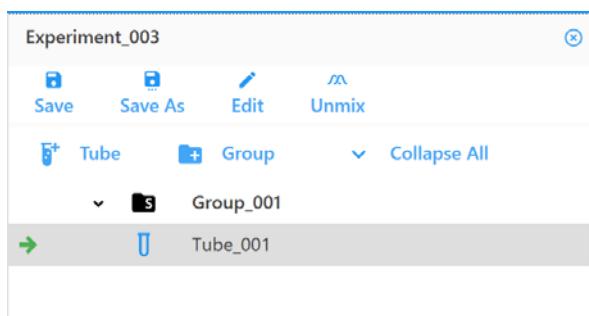 Experiment_003
Save Save As Edit Unmix
Tube Group Collapse All
S Group_001
Tube_001